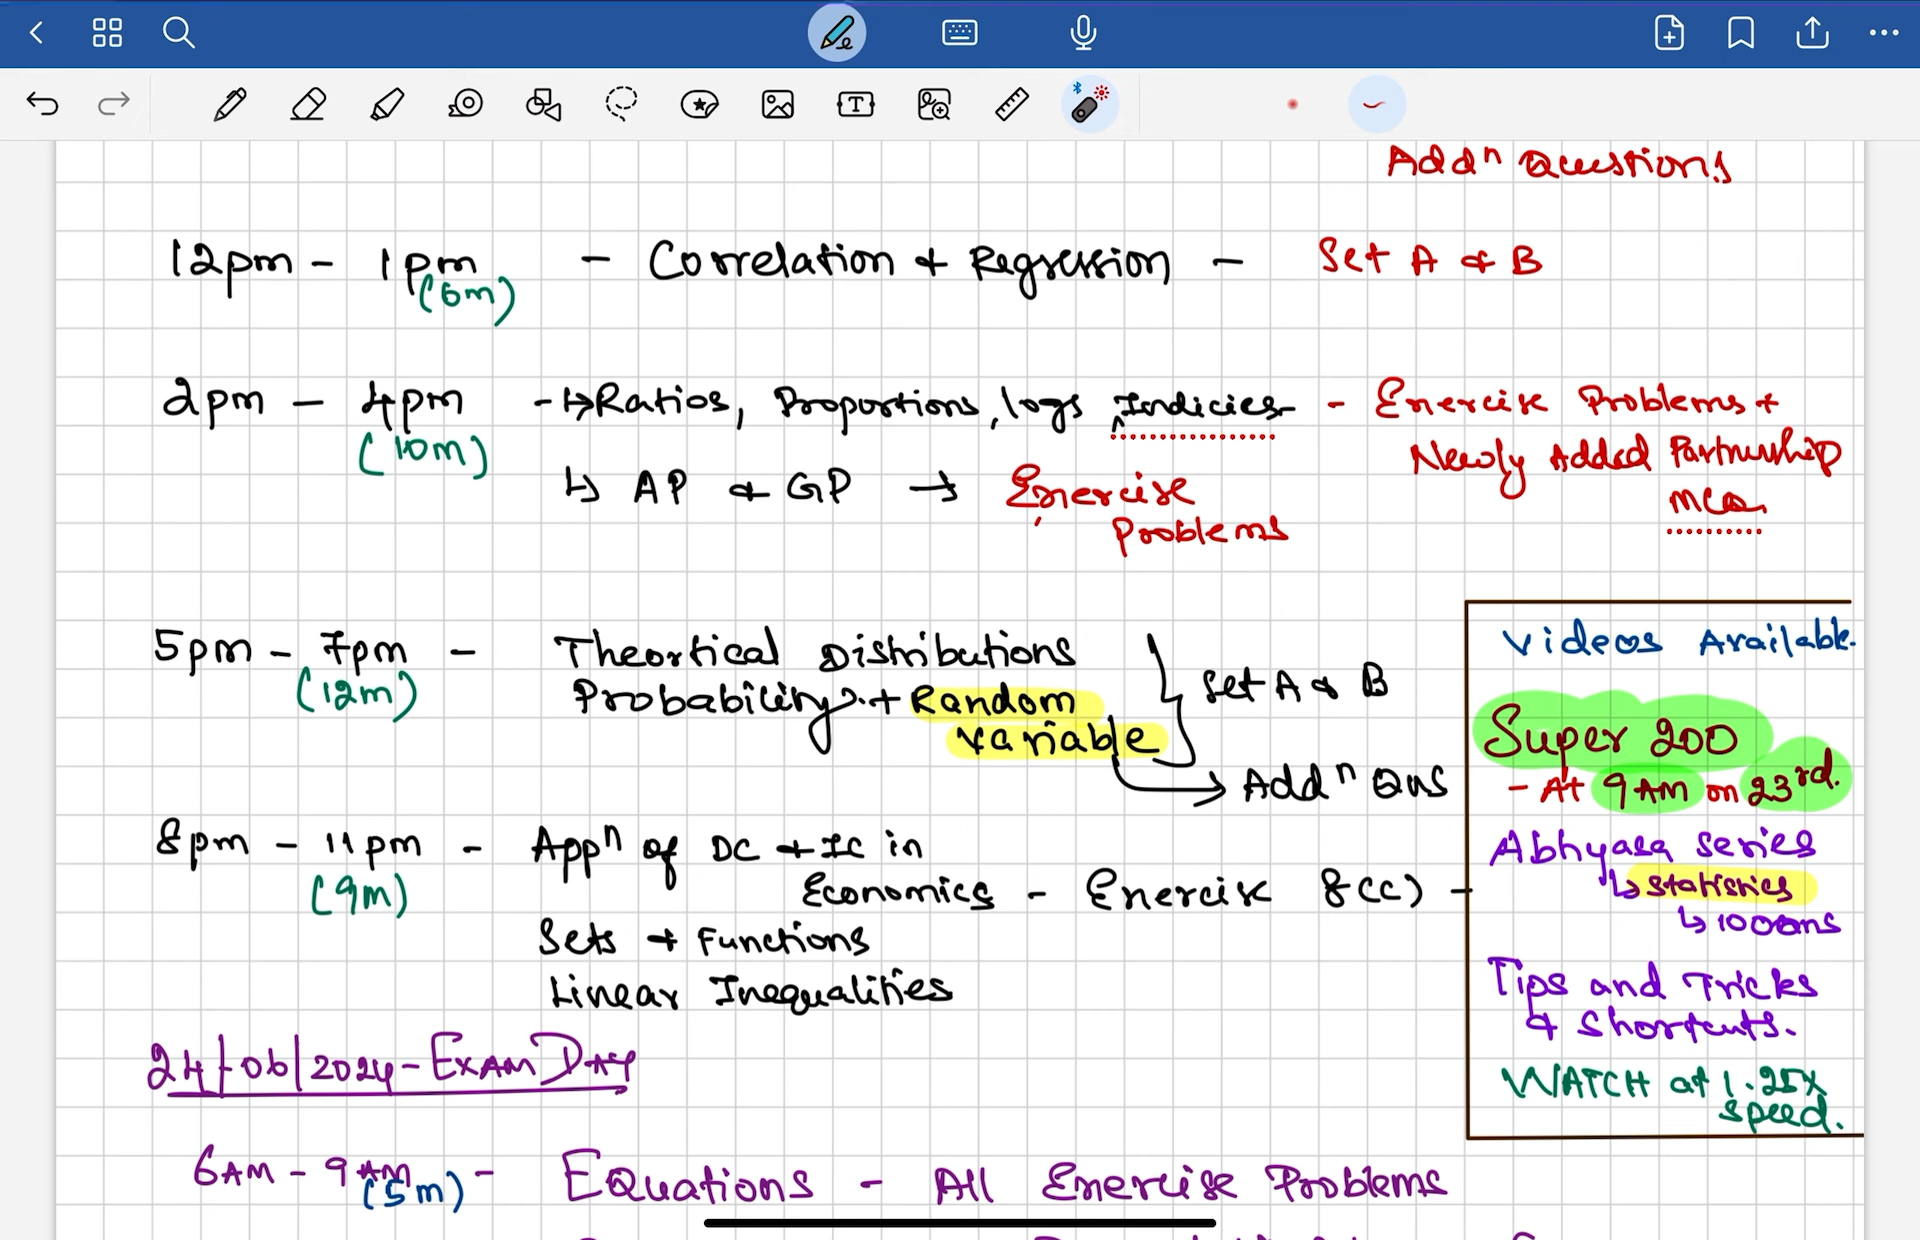 Addⁿ Questions
12pm - 1pm - Correlation + Regression - Set A & B
(6m)
2pm - 4pm - ↳ Ratios, Proportions, logs, Indicies - Exercise Problems +
(10m)
Newly Added Partnership
MCQ
↳ AP & GP → Exercise
Problems
5pm - 7pm - Theortical Distributions
(12m)
Probability + Random
variable
Set A & B
→ Addⁿ Qns
8pm - 11pm - Appⁿ of DC + IC in
(9m)
Economics - Exercise 8(C) -
Sets + Functions
Linear Inequalities
Videos Available.
Super 200
- At 9AM on 23rd.
Abhyasa series
↳ Statistics
↳ 100Qns
Tips and Tricks
& Shortcuts.
WATCH at 1.25X
speed.
24/06/2024 - EXAM DAY
6AM - 9AM - Equations - All Exercise Problems
(5m)